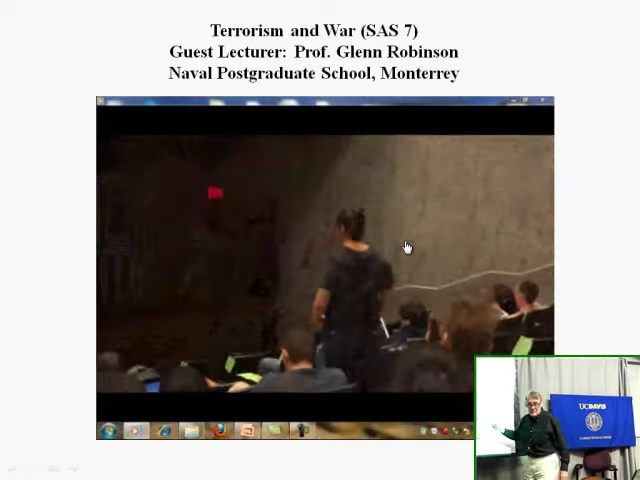 Terrorism and War (SAS 7)
Guest Lecturer: Prof. Glenn Robinson
Naval Postgraduate School, Monterrey
UCDAVIS